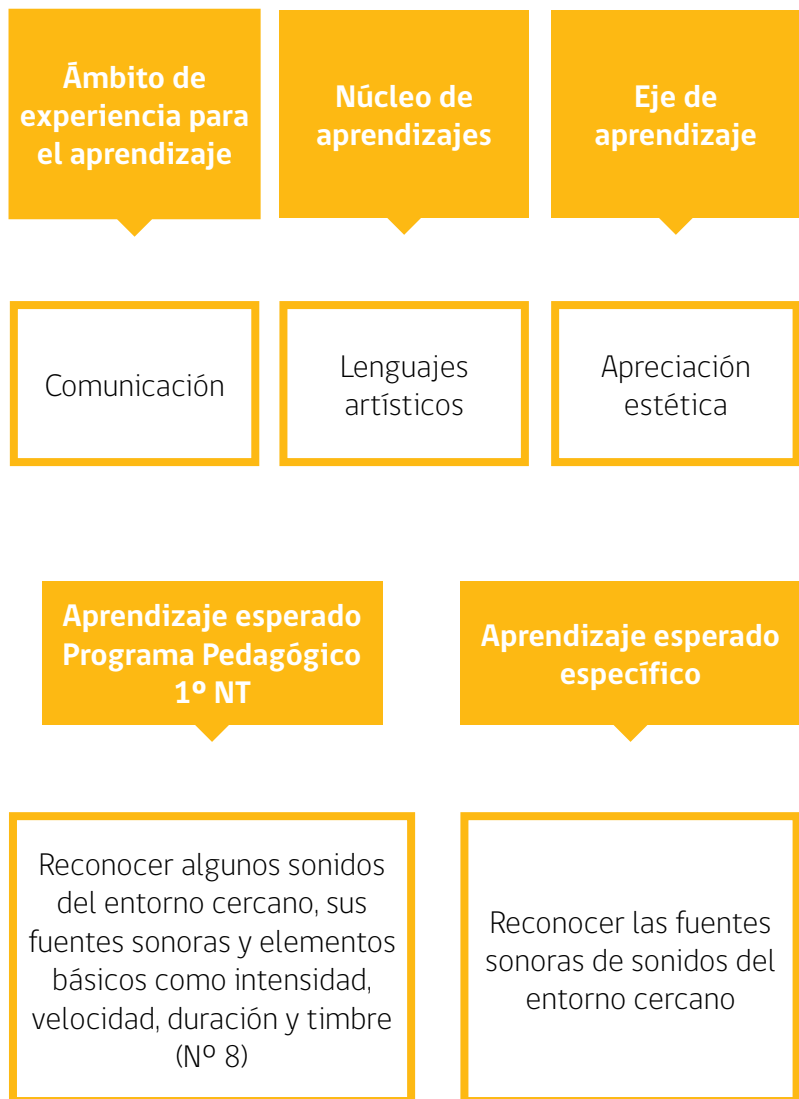 Ámbito de
experiencia para
el aprendizaje
Núcleo de
aprendizajes
Eje de
aprendizaje
Comunicación
Lenguajes
artísticos
Apreciación
estética
Aprendizaje esperado
Programa Pedagógico
1º NT
Aprendizaje esperado
específico
Reconocer algunos sonidos
del entorno cercano, sus
fuentes sonoras y elementos
básicos como intensidad,
velocidad, duración y timbre
(Nº 8)
Reconocer las fuentes
sonoras de sonidos del
entorno cercano